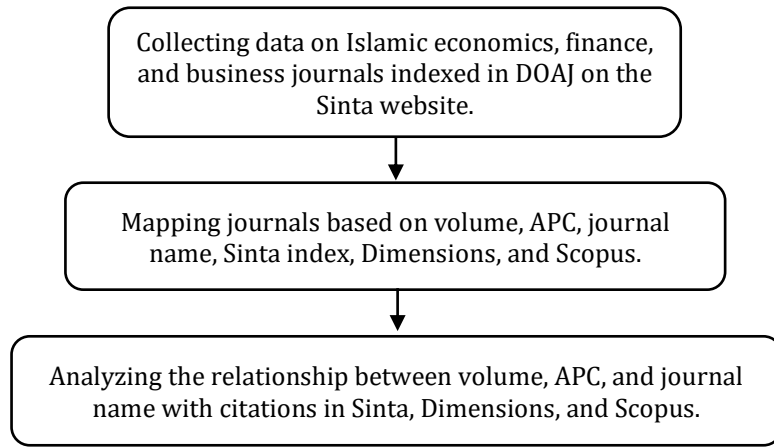 Collecting data on Islamic economics, finance,
and business journals indexed in DOAJ on the
Sinta website.
Mapping journals based on volume, APC, journal
name, Sinta index, Dimensions, and Scopus.
Analyzing the relationship between volume, APC, and journal
name with citations in Sinta, Dimensions, and Scopus.